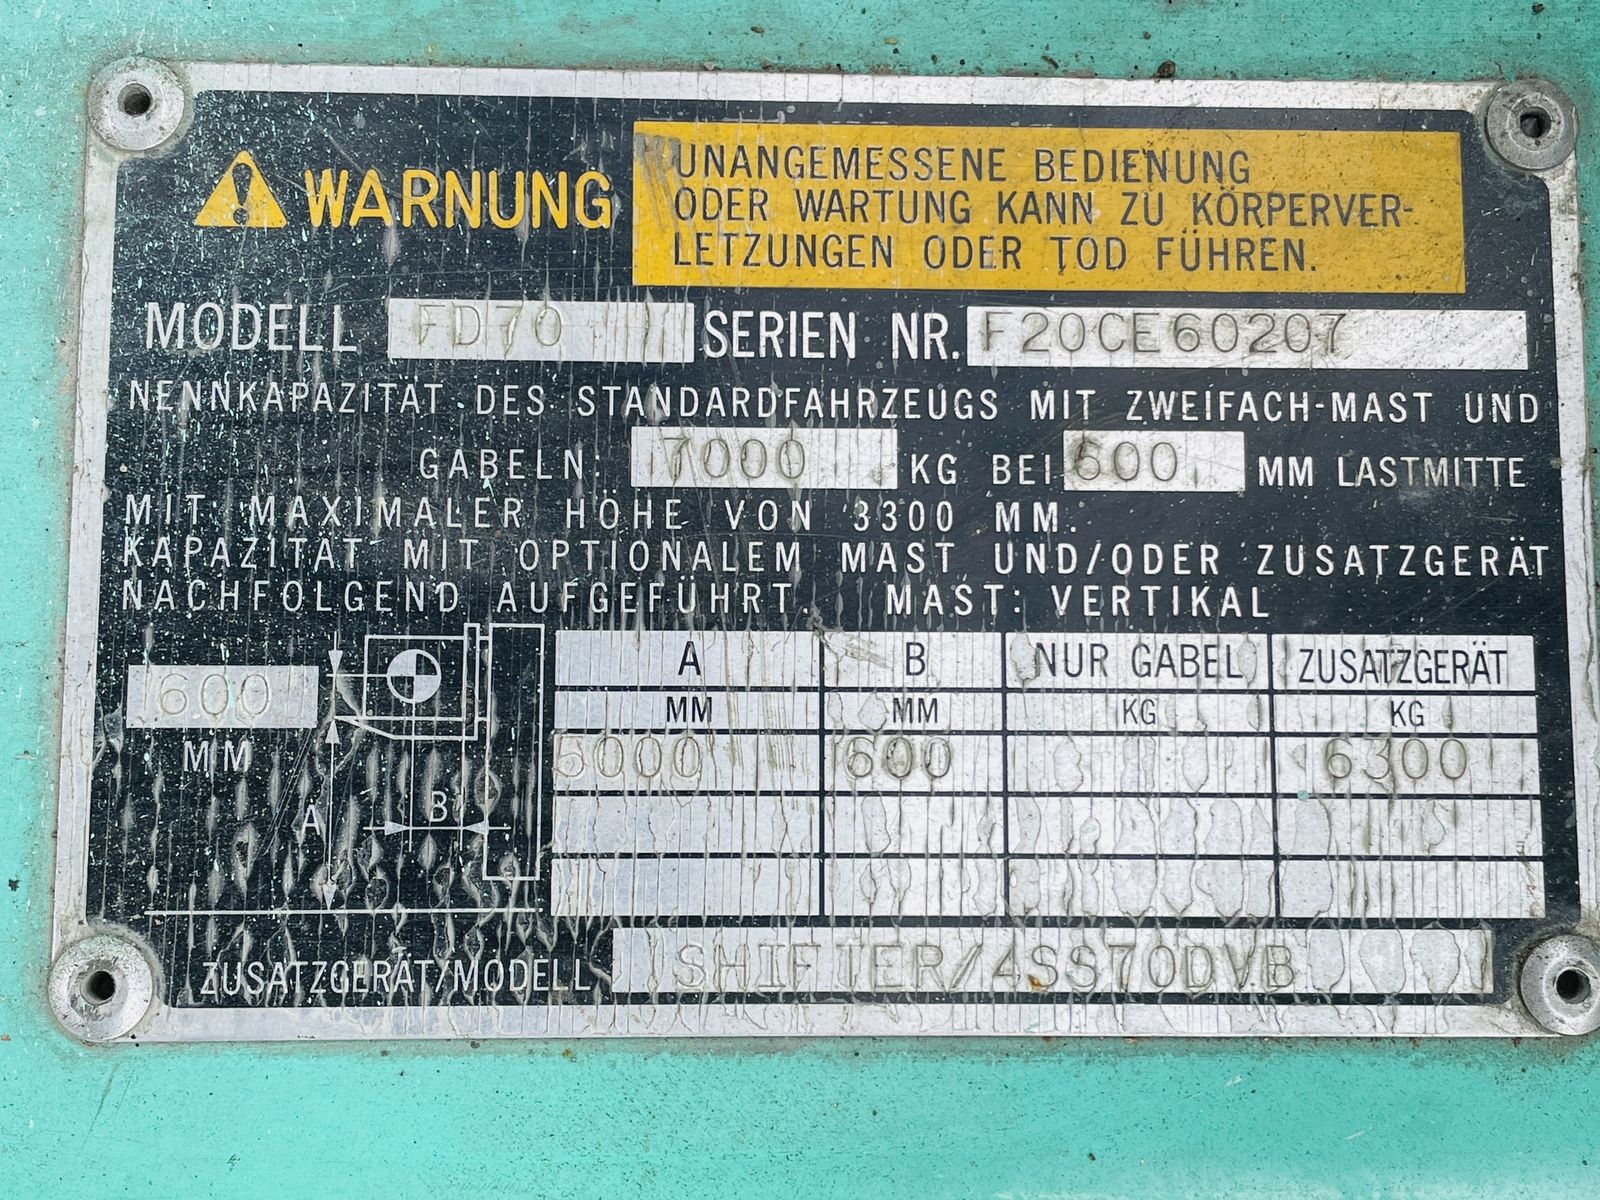 WARNUNG
UNANGEMESSENE BEDIENUNG
ODER WARTUNG KANN ZU KÖRPERVER-
LETZUNGEN ODER TOD FÜHREN.
MODELL FD70 SERIEN NR. F20CE60207
NENNKAPAZITÄT DES STANDARDFAHRZEUGS MIT ZWEIFACH-MAST UND
GABELN: 7000 KG BEI 600 MM LASTMITTE
MIT MAXIMALER HÖHE VON 3300 MM.
KAPAZITÄT MIT OPTIONALEM MAST UND/ODER ZUSATZGERÄT
NACHFOLGEND AUFGEFÜHRT. MAST: VERTIKAL
A B NUR GABEL ZUSATZGERÄT
MM MM KG KG
5000 600 6300
600
MM
A B
ZUSATZGERÄT/MODELL SHIFTER/4SS70DVB